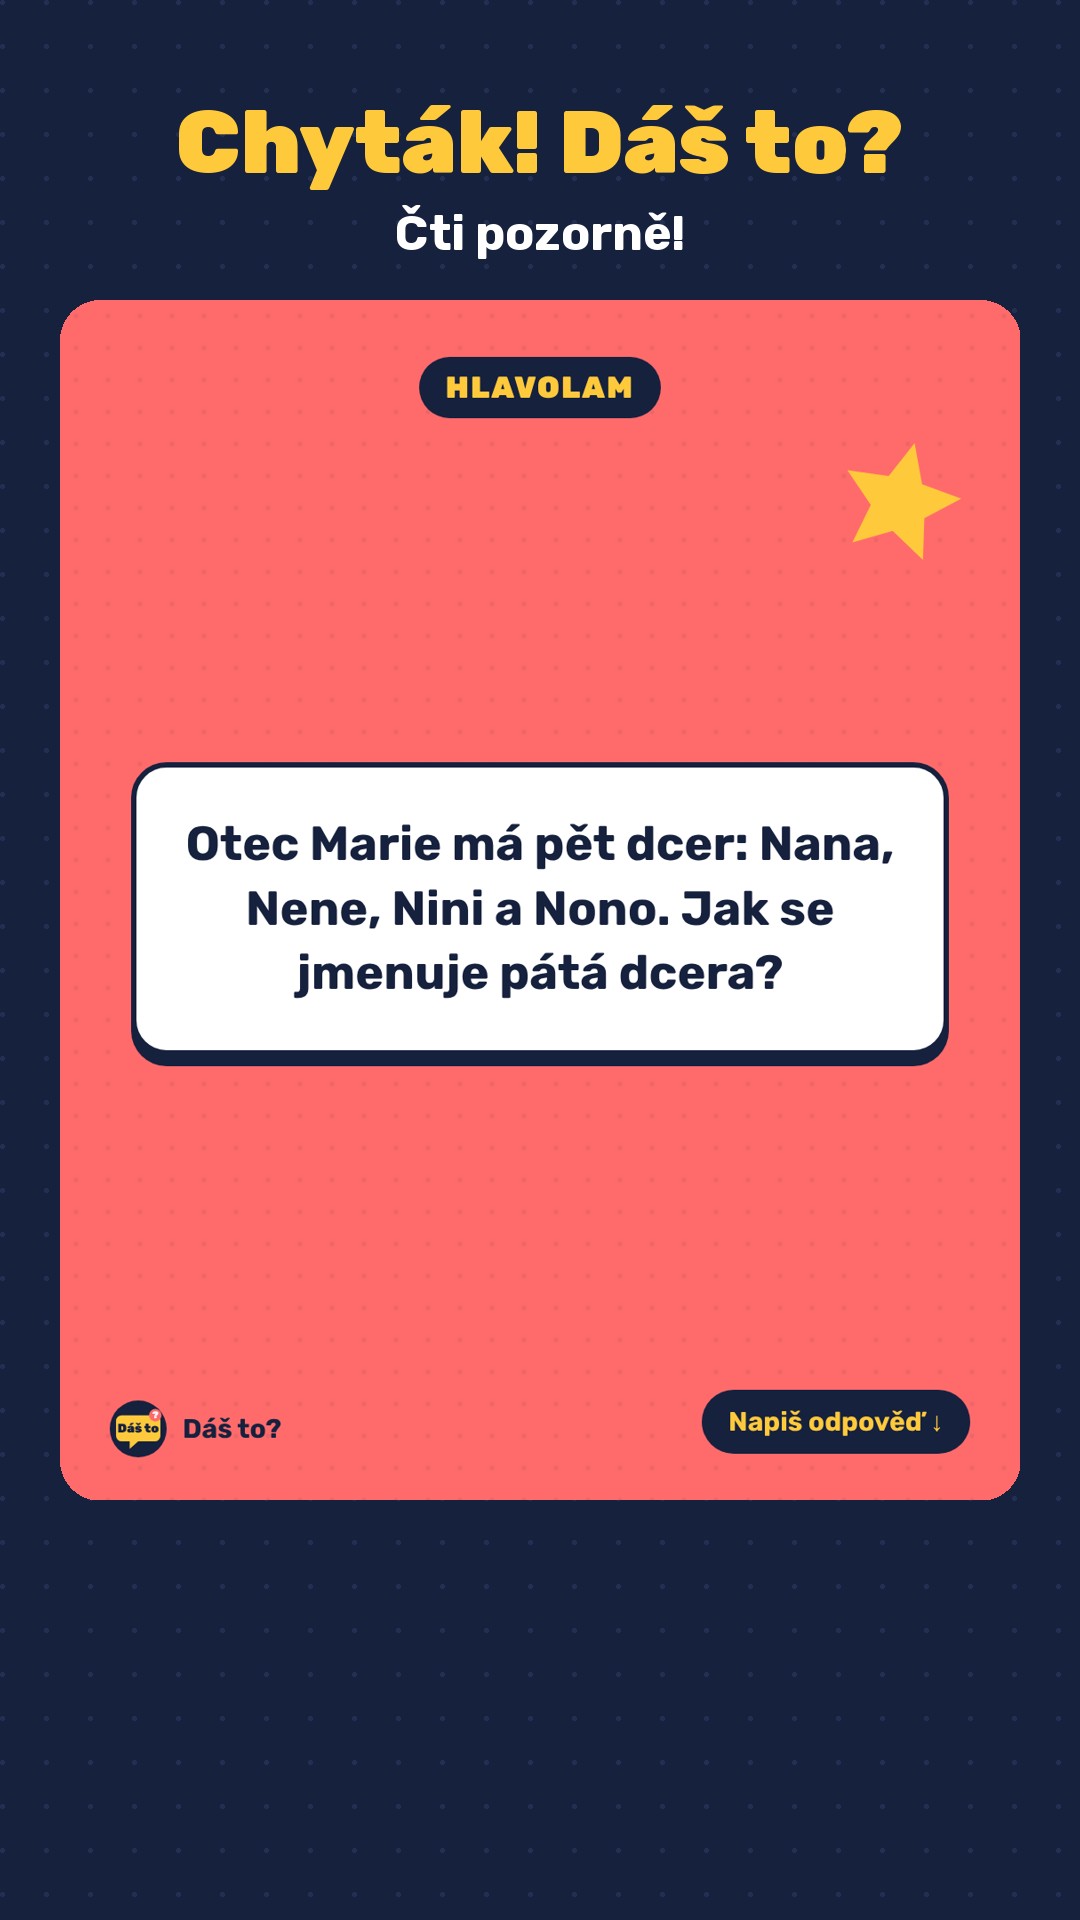 Chyták! Dáš to?
Čti pozorně!
HLAVOLAM
Otec Marie má pět dcer: Nana,
Nene, Nini a Nono. Jak se
jmenuje pátá dcera?
Dáš to
?
Dáš to?
Napiš odpověď ↓